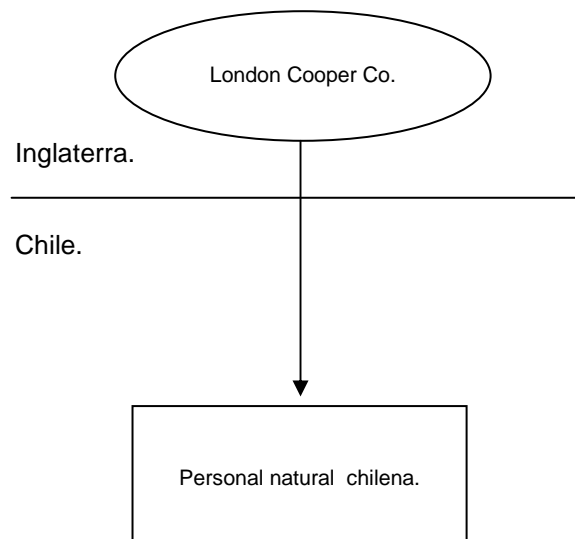 London Cooper Co.
Inglaterra.
Chile.
Personal natural  chilena.